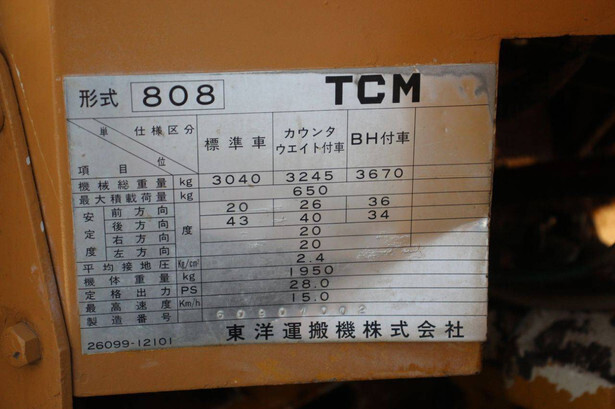 形式 808 TCM
単位 仕様区分 項目 標準車 カウンタウエイト付車 BH付車
機械総重量 kg 3040 3245 3670
最大積載荷量 kg 650
安定度 前方向 度 20 26 36
後方向 43 40 34
右方向 20
左方向 20
平均接地圧 Kg/cm² 2.4
機体重量 kg 1950
定格出力 PS 28.0
最高速度 Km/h 15.0
製造番号
26099-12101 東洋運搬機株式会社